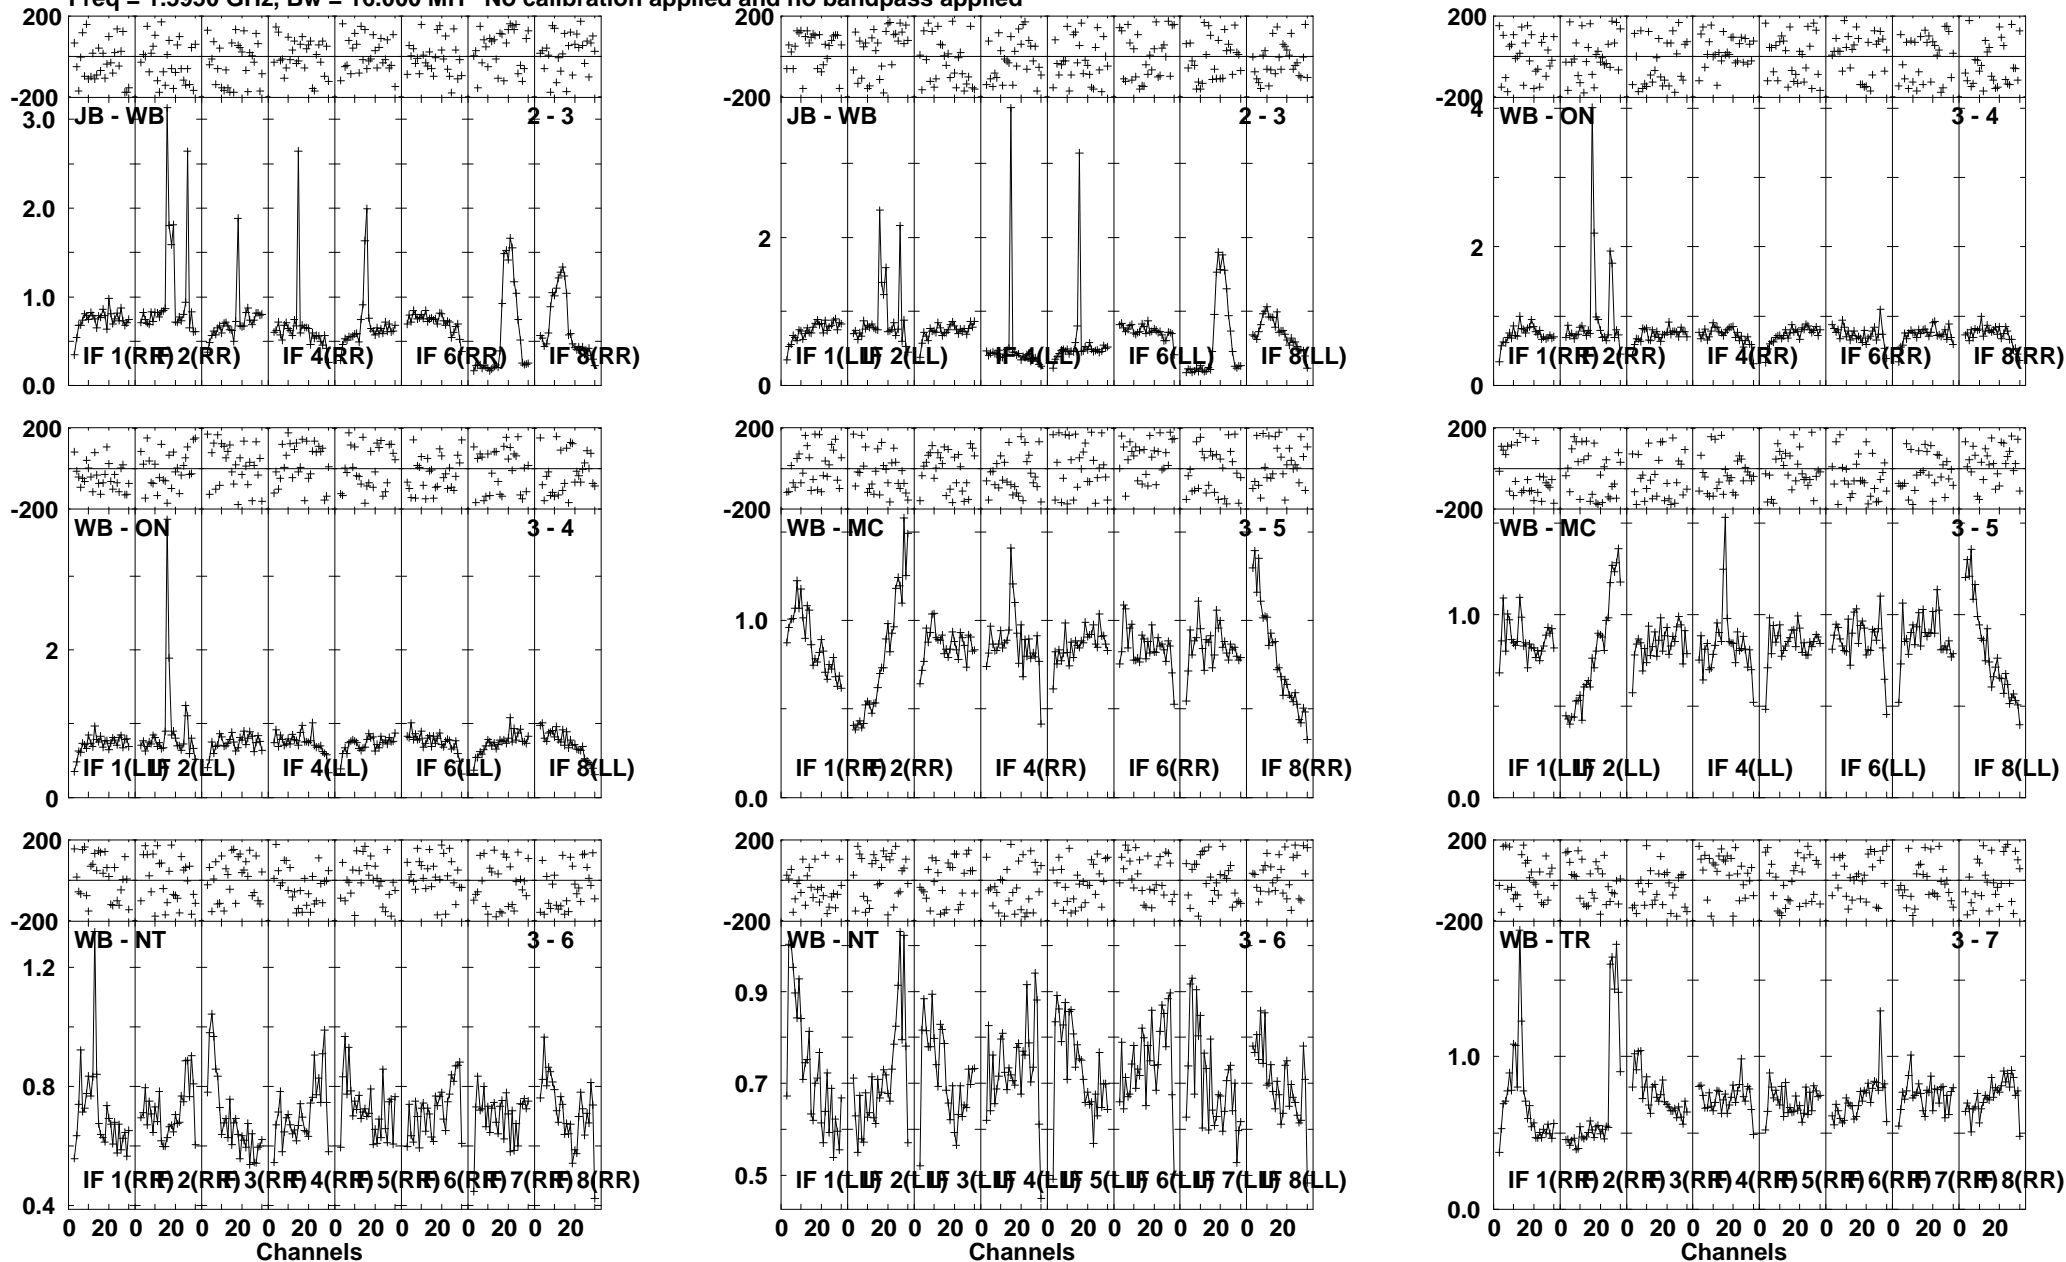 Freq = 1.5950 GHz, Bw = 16.000 MH No calibration applied and no bandpass applied
200 200 200
-200 -200 -200
JB - WB 2 - 3 JB - WB 2 - 3 WB - ON 3 - 4
3.0 4
2.0 2 2
1.0
IF 1(RR) IF 2(RR) IF 4(RR) IF 6(RR) IF 8(RR) IF 1(LL) IF 2(LL) IF 4(LL) IF 6(LL) IF 8(LL) IF 1(RR) IF 2(RR) IF 4(RR) IF 6(RR) IF 8(RR)
0.0 0 0
200 200 200
-200 -200 -200
WB - ON 3 - 4 WB - MC 3 - 5 WB - MC 3 - 5
2 1.0 1.0
IF 1(LL) IF 2(LL) IF 4(LL) IF 6(LL) IF 8(LL) IF 1(RR) IF 2(RR) IF 4(RR) IF 6(RR) IF 8(RR) IF 1(LL) IF 2(LL) IF 4(LL) IF 6(LL) IF 8(LL)
0 0.0 0.0
200 200 200
-200 -200 -200
WB - NT 3 - 6 WB - NT 3 - 6 WB - TR 3 - 7
1.2 0.9 1.0
0.8 0.7
IF 1(RR) IF 2(RR) IF 3(RR) IF 4(RR) IF 5(RR) IF 6(RR) IF 7(RR) IF 8(RR) IF 1(LL) IF 2(LL) IF 3(LL) IF 4(LL) IF 5(LL) IF 6(LL) IF 7(LL) IF 8(LL) IF 1(RR) IF 2(RR) IF 3(RR) IF 4(RR) IF 5(RR) IF 6(RR) IF 7(RR) IF 8(RR)
0.4 0.5 0.0
0 20 0 20 0 20 0 20 0 20 0 20 0 20 0 20 0 20 0 20 0 20 0 20 0 20 0 20 0 20 0 20 0 20 0 20 0 20 0 20 0 20 0 20 0 20 0 20
Channels Channels Channels